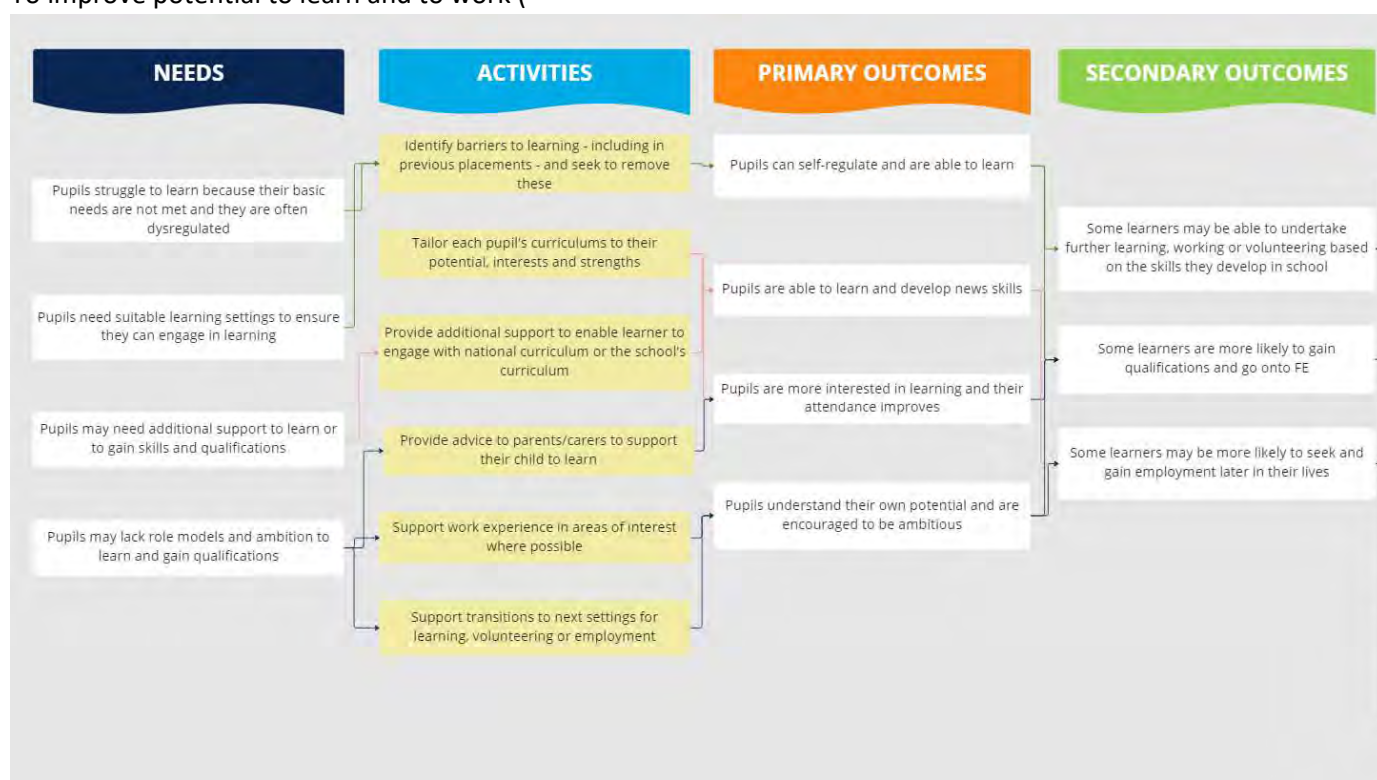 To improve potential to learn and to work (
NEEDS
ACTIVITIES
PRIMARY OUTCOMES
SECONDARY OUTCOMES
Pupils struggle to learn because their basic
needs are not met and they are often
dysregulated
Pupils need suitable learning settings to ensure
they can engage in learning
Pupils may need additional support to learn or
to gain skills and qualifications
Pupils may lack role models and ambition to
learn and gain qualifications
Identify barriers to learning - including in
previous placements - and seek to remove
these
Tailor each pupil's curriculums to their
potential, interests and strengths
Provide additional support to enable learner to
engage with national curriculum or the school's
curriculum
Provide advice to parents/carers to support
their child to learn
Support work experience in areas of interest
where possible
Support transitions to next settings for
learning, volunteering or employment
Pupils can self-regulate and are able to learn
Pupils are able to learn and develop news skills
Pupils are more interested in learning and their
attendance improves
Pupils understand their own potential and are
encouraged to be ambitious
Some learners may be able to undertake
further learning, working or volunteering based
on the skills they develop in school
Some learners are more likely to gain
qualifications and go onto FE
Some learners may be more likely to seek and
gain employment later in their lives